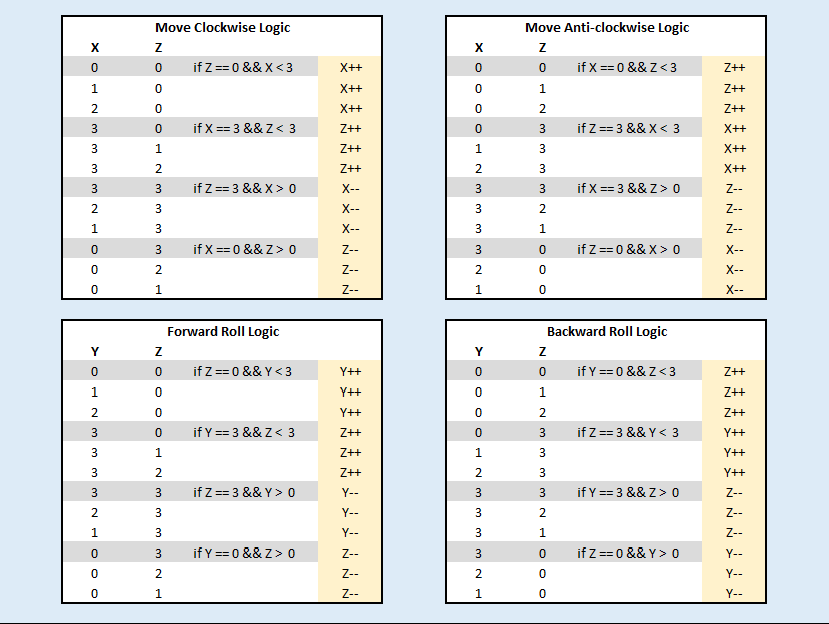 Move Clockwise Logic
X Z
0 0 if Z == 0 && X < 3 X++
1 0 X++
2 0 X++
3 0 if X == 3 && Z < 3 Z++
3 1 Z++
3 2 Z++
3 3 if Z == 3 && X > 0 X--
2 3 X--
1 3 X--
0 3 if X == 0 && Z > 0 Z--
0 2 Z--
0 1 Z--
Move Anti-clockwise Logic
X Z
0 0 if X == 0 && Z < 3 Z++
0 1 Z++
0 2 Z++
0 3 if Z == 3 && X < 3 X++
1 3 X++
2 3 X++
3 3 if X == 3 && Z > 0 Z--
3 2 Z--
3 1 Z--
3 0 if Z == 0 && X > 0 X--
2 0 X--
1 0 X--
Forward Roll Logic
Y Z
0 0 if Z == 0 && Y < 3 Y++
1 0 Y++
2 0 Y++
3 0 if Y == 3 && Z < 3 Z++
3 1 Z++
3 2 Z++
3 3 if Z == 3 && Y > 0 Y--
2 3 Y--
1 3 Y--
0 3 if Y == 0 && Z > 0 Z--
0 2 Z--
0 1 Z--
Backward Roll Logic
Y Z
0 0 if Y == 0 && Z < 3 Z++
0 1 Z++
0 2 Z++
0 3 if Z == 3 && Y < 3 Y++
1 3 Y++
2 3 Y++
3 3 if Y == 3 && Z > 0 Z--
3 2 Z--
3 1 Z--
3 0 if Z == 0 && Y > 0 Y--
2 0 Y--
1 0 Y--